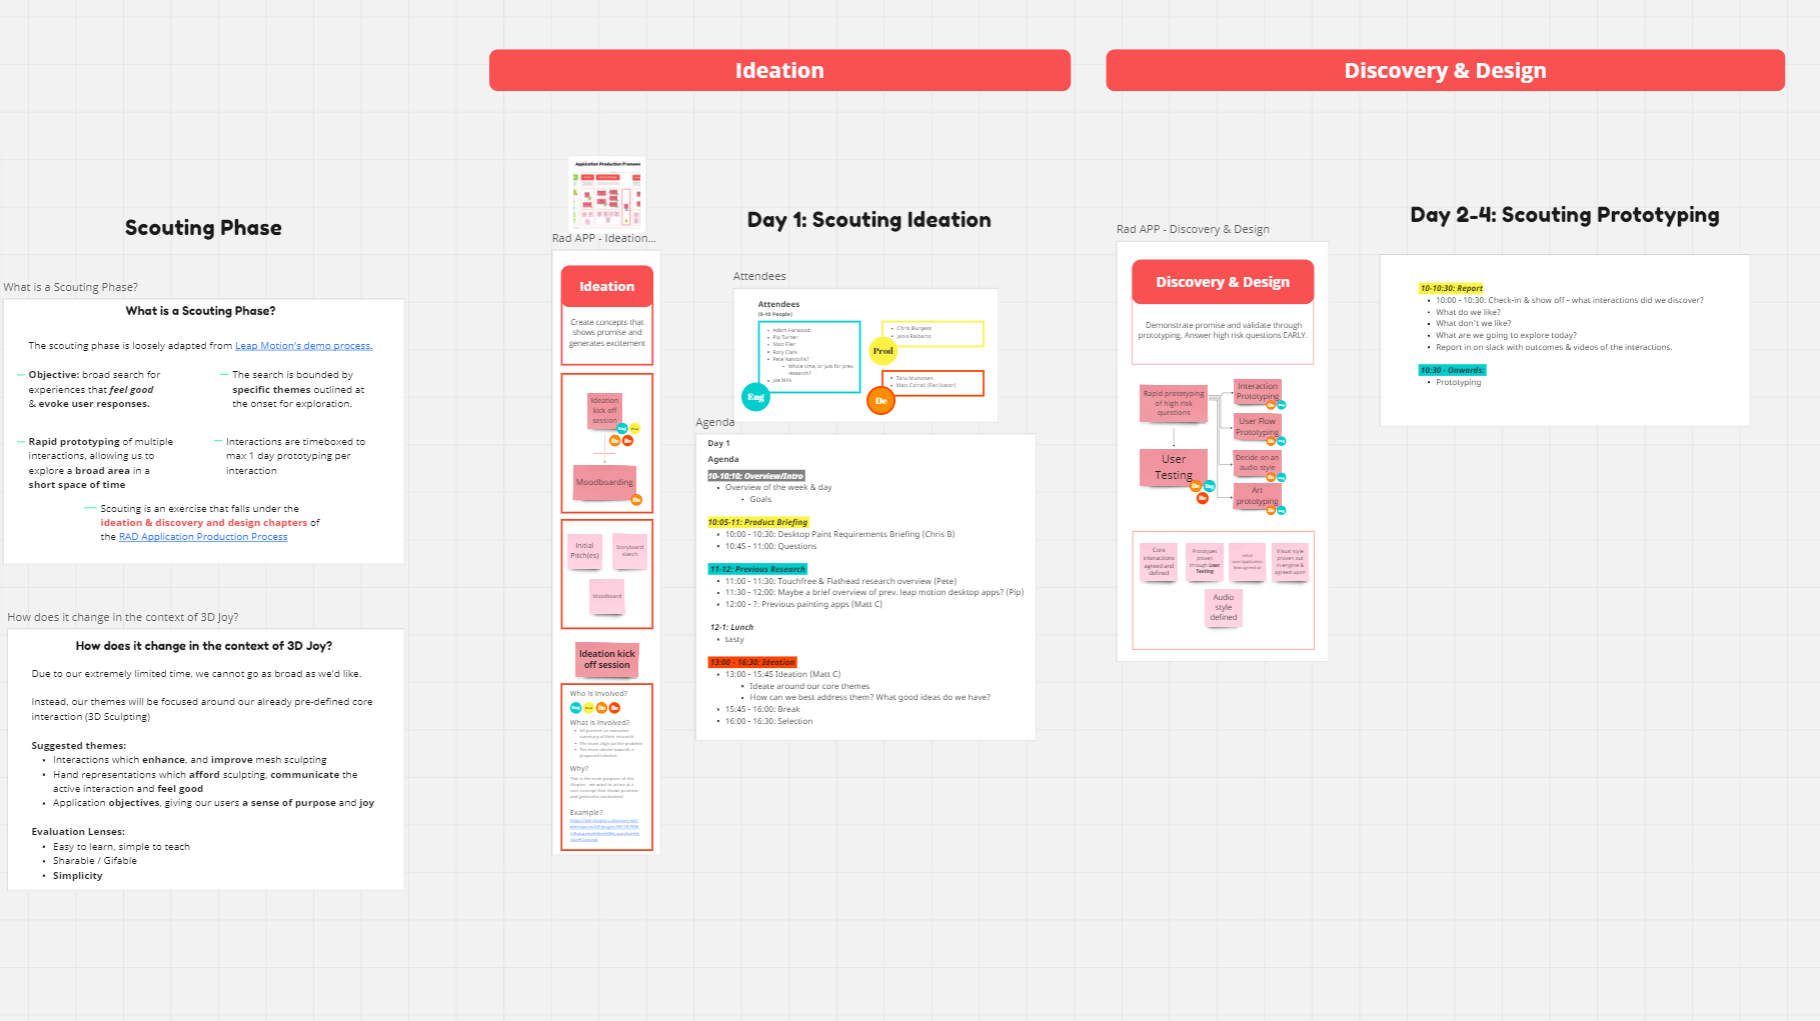 Ideation
Discovery & Design
Scouting Phase
What is a Scouting Phase?
What is a Scouting Phase?
The scouting phase is loosely adapted from Leap Motion's demo process.
Objective: broad search for
experiences that feel good
& evoke user responses.
The search is bounded by
specific themes outlined at
the onset for exploration.
Rapid prototyping of multiple
interactions, allowing us to
explore a broad area in a
short space of time
Interactions are timeboxed to
max 1 day prototyping per
interaction
Scouting is an exercise that falls under the
ideation & discovery and design chapters of
the RAD Application Production Process
How does it change in the context of 3D Joy?
How does it change in the context of 3D Joy?
Due to our extremely limited time, we cannot go as broad as we'd like.
Instead, our themes will be focused around our already pre-defined core
interaction (3D Sculpting)
Suggested themes:
Interactions which enhance, and improve mesh sculpting
Hand representations which afford sculpting, communicate the
active interaction and feel good
Application objectives, giving our users a sense of purpose and joy
Evaluation Lenses:
Easy to learn, simple to teach
Sharable / Gifable
Simplicity
Application Production Process
Rad APP - Ideation...
Ideation
Create concepts that
shows promise and
generates excitement
Ideation
kick off
session
Eng
De
Moodboarding
De
Initial
Pitch(es)
Storyboard
sketch
Moodboard
Ideation kick
off session
Who is Involved?
What is Involved?
The team align on the problem
The team ideate towards a
proposed solution
Why?
Example?
Day 1: Scouting Ideation
Attendees
Attendees
(8-10 People)
Adam Harwood
Pip Turner
Matt Filer
Rory Clark
Pete
Whole time, or just for prev.
research?
Joe Mills
Eng
Chris Burgess
Jamie
Prod
Tanu Muhonen
Matt Corrall (Facilitator)
De
Agenda
Day 1
Agenda
10-10:10: Overview/Intro
Overview of the week & day
Goals
10:05-11: Product Briefing
10:00 - 10:30: Desktop Paint Requirements Briefing (Chris B)
10:45 - 11:00: Questions
11-12: Previous Research
11:00 - 11:30: Touchfree & Flathead research overview (Pete)
11:30 - 12:00: Maybe a brief overview of prev. leap motion desktop apps? (Pip)
12:00 - ?: Previous painting apps (Matt C)
12-1: Lunch
tasty
13:00 - 16:30: Ideation
13:00 - 15:45 Ideation (Matt C)
Ideate around our core themes
How can we best address them? What good ideas do we have?
15:45 - 16:00: Break
16:00 - 16:30: Selection
Rad APP - Discovery & Design
Discovery & Design
Demonstrate promise and validate through
prototyping. Answer high risk questions EARLY.
Rapid prototyping
of high risk
questions
Interaction
Prototyping
User Flow
Prototyping
Decide on an
audio style
Art
prototyping
User
Testing
Core
interactions
agreed and
defined
Prototypes
proven
through User
Testing
Visual style
proven out
in-engine &
agreed upon
Audio
style
defined
Day 2-4: Scouting Prototyping
10-10:30: Report
10:00 - 10:30: Check-in & show off - what interactions did we discover?
What do we like?
What don't we like?
What are we going to explore today?
Report in on slack with outcomes & videos of the interactions.
10:30 - Onwards:
Prototyping